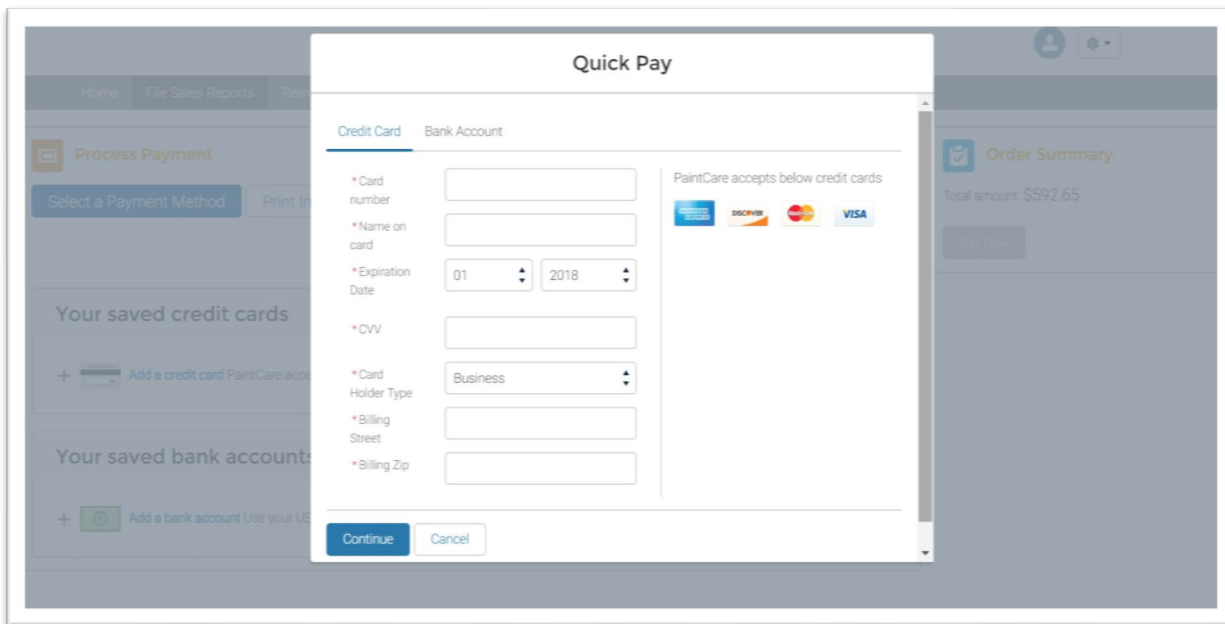 Quick Pay
Home File Sales Reports
Credit Card Bank Account
Process Payment
Order Summary
*Card
number
PaintCare accepts below credit cards
Select a Payment Method
Print
Total amount: $592.65
DISCOVER MasterCard VISA
*Name on
card
Pay Now
*Expiration
Date
01 2018
Your saved credit cards
*CVV
+ Add a credit card PaintCare
*Card
Holder Type
Business
*Billing
Street
Your saved bank accounts
*Billing Zip
+ Add a bank account Use your US
Continue Cancel